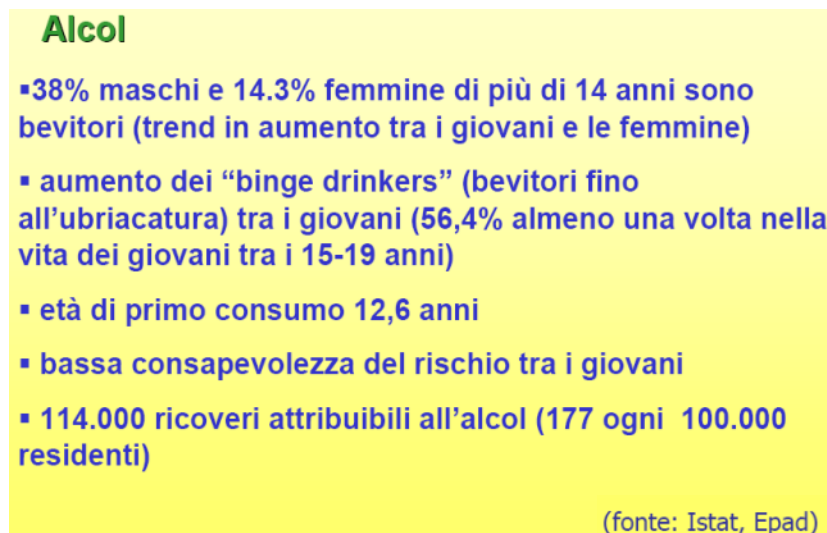 Alcol
▪38% maschi e 14.3% femmine di più di 14 anni sono
bevitori (trend in aumento tra i giovani e le femmine)
▪ aumento dei “binge drinkers” (bevitori fino
all’ubriacatura) tra i giovani (56,4% almeno una volta nella
vita dei giovani tra i 15-19 anni)
▪ età di primo consumo 12,6 anni
▪ bassa consapevolezza del rischio tra i giovani
▪ 114.000 ricoveri attribuibili all’alcol (177 ogni 100.000
residenti)
(fonte: Istat, Epad)